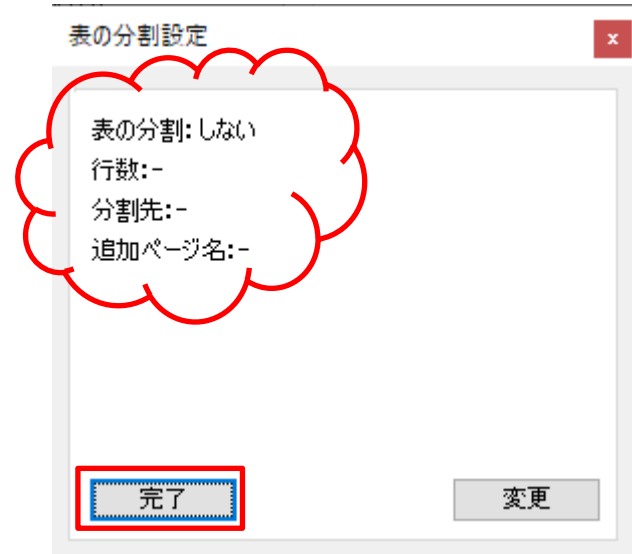 表の分割設定
x
表の分割:しない
行数:-
分割先:-
追加ページ名:-
完了
変更